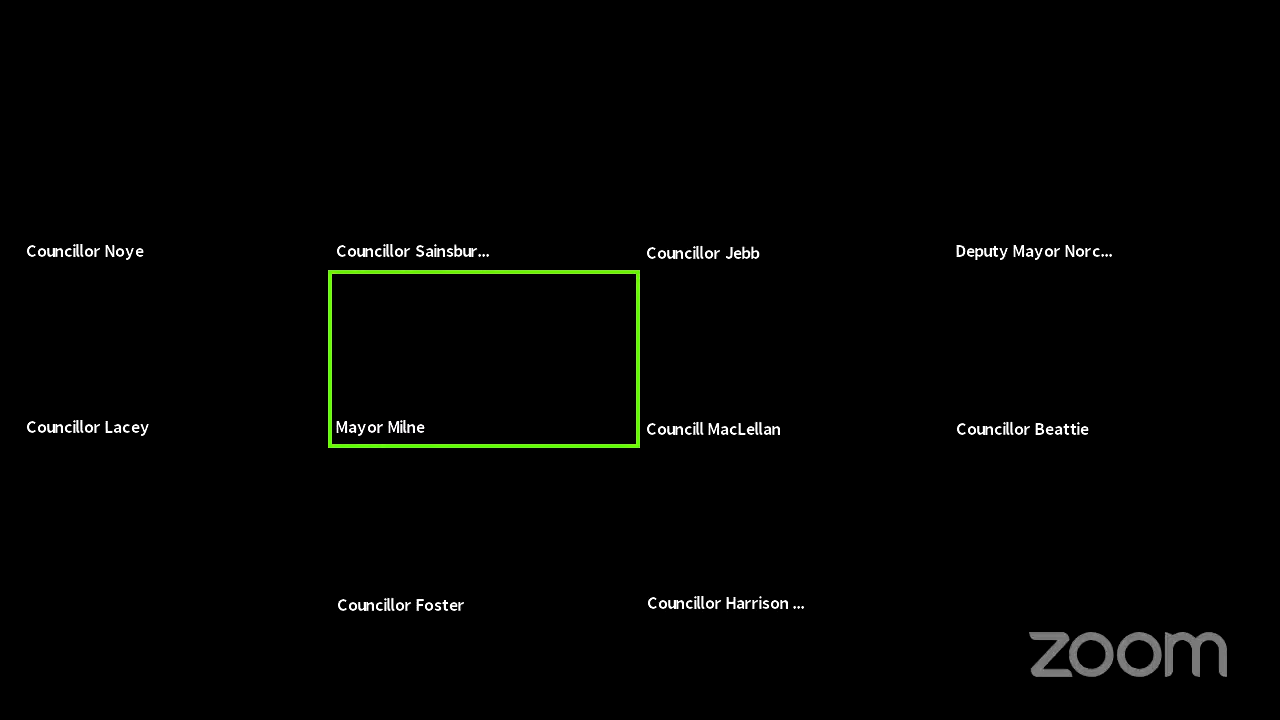 Councillor Noye
Councillor Sainsbur...
Councillor Jebb
Deputy Mayor Norc...
Councillor Lacey
Mayor Milne
Councill MacLellan
Councillor Beattie
Councillor Foster
Councillor Harrison ...
zoom